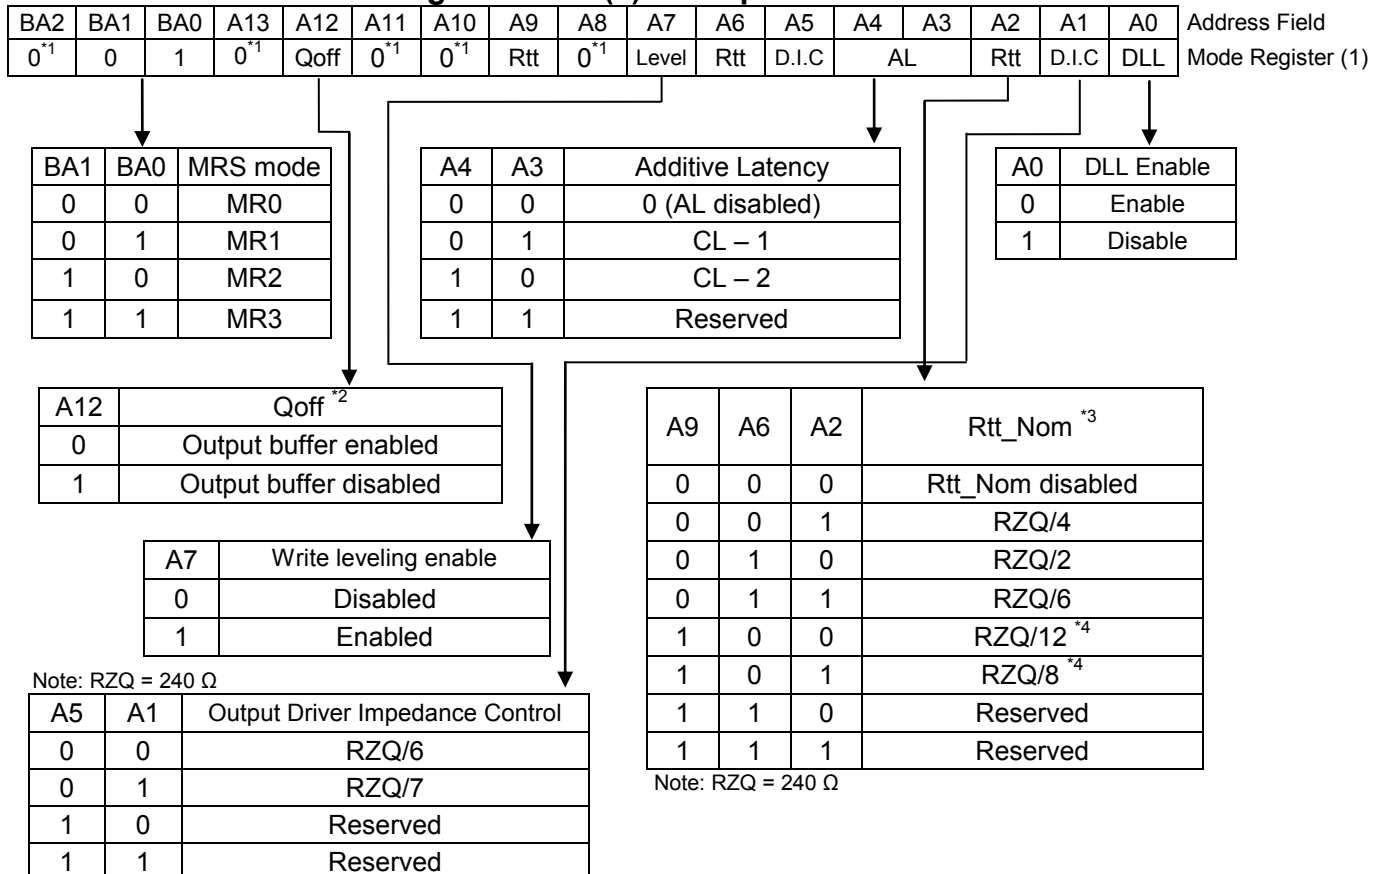 BA2 BA1 BA0 A13 A12 A11 A10 A9 A8 A7 A6 A5 A4 A3 A2 A1 A0 Address Field
0*1 0 1 0*1 Qoff 0*1 0*1 Rtt 0*1 Level Rtt D.I.C AL Rtt D.I.C DLL Mode Register (1)
BA1 BA0 MRS mode
0 0 MR0
0 1 MR1
1 0 MR2
1 1 MR3
A4 A3 Additive Latency
0 0 0 (AL disabled)
0 1 CL – 1
1 0 CL – 2
1 1 Reserved
A0 DLL Enable
0 Enable
1 Disable
A12 Qoff *2
0 Output buffer enabled
1 Output buffer disabled
A7 Write leveling enable
0 Disabled
1 Enabled
Note: RZQ = 240 Ω
A5 A1 Output Driver Impedance Control
0 0 RZQ/6
0 1 RZQ/7
1 0 Reserved
1 1 Reserved
A9 A6 A2 Rtt_Nom *3
0 0 0 Rtt_Nom disabled
0 0 1 RZQ/4
0 1 0 RZQ/2
0 1 1 RZQ/6
1 0 0 RZQ/12 *4
1 0 1 RZQ/8 *4
1 1 0 Reserved
1 1 1 Reserved
Note: RZQ = 240 Ω